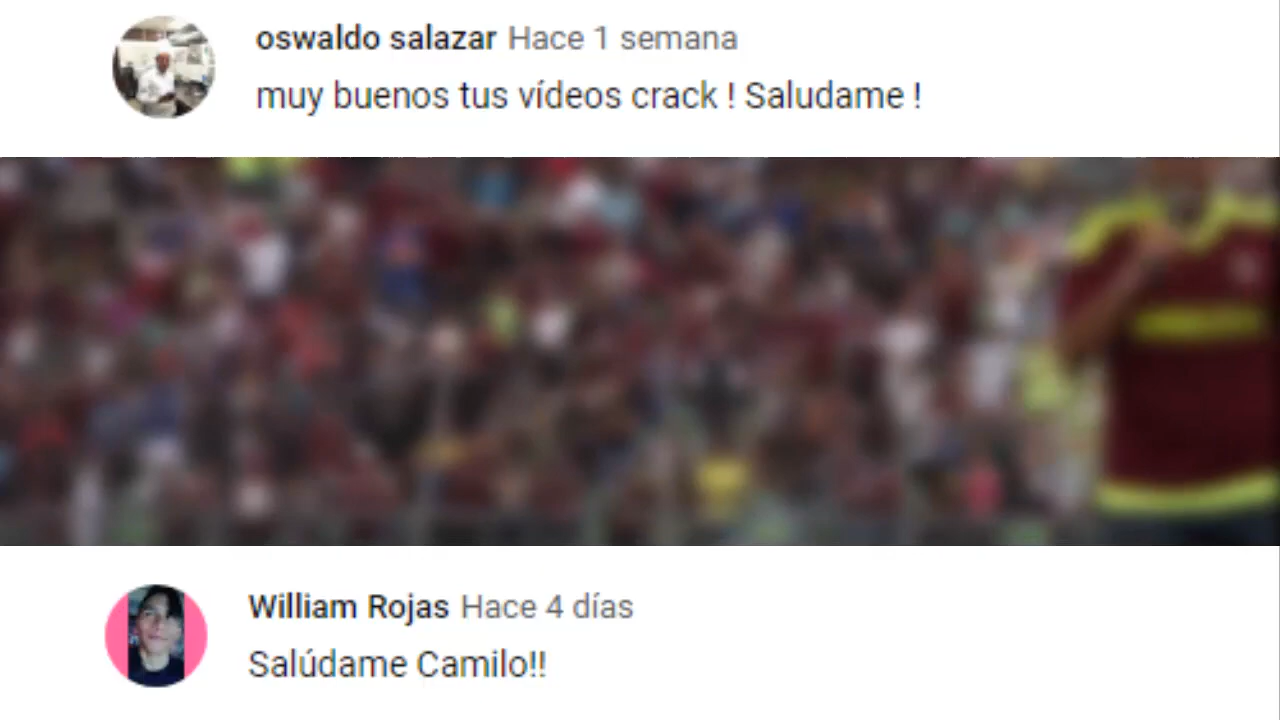 oswaldo salazar Hace 1 semana
muy buenos tus vídeos crack ! Saludame !
William Rojas Hace 4 días
Salúdame Camilo!!